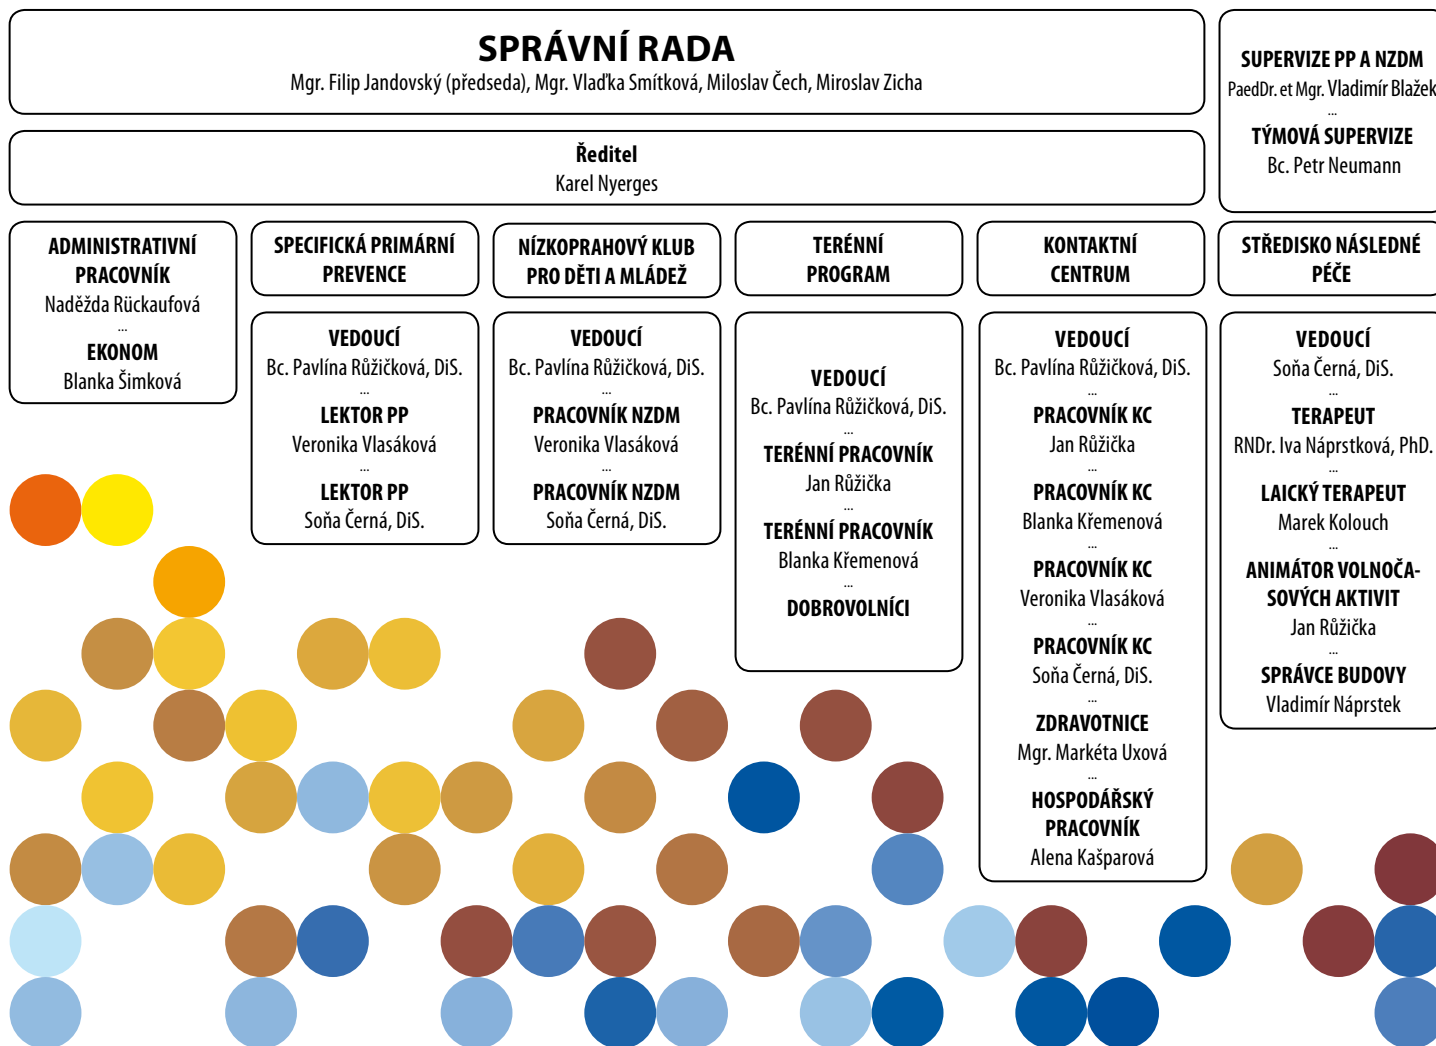 SPRÁVNÍ RADA
Mgr. Filip Jandovský (předseda), Mgr. Vlaďka Smítková, Miloslav Čech, Miroslav Zicha
Ředitel
Karel Nyerges
SUPERVIZE PP A NZDM
PaedDr. et Mgr. Vladimír Blažek
...
TÝMOVÁ SUPERVIZE
Bc. Petr Neumann
ADMINISTRATIVNÍ
PRACOVNÍK
Naděžda Rückaufová
...
EKONOM
Blanka Šimková
SPECIFICKÁ PRIMÁRNÍ
PREVENCE
VEDOUCÍ
Bc. Pavlína Růžičková, DiS.
...
LEKTOR PP
Veronika Vlasáková
...
LEKTOR PP
Soňa Černá, DiS.
NÍZKOPRAHOVÝ KLUB
PRO DĚTI A MLÁDEŽ
VEDOUCÍ
Bc. Pavlína Růžičková, DiS.
...
PRACOVNÍK NZDM
Veronika Vlasáková
...
PRACOVNÍK NZDM
Soňa Černá, DiS.
TERÉNNÍ
PROGRAM
VEDOUCÍ
Bc. Pavlína Růžičková, DiS.
...
TERÉNNÍ PRACOVNÍK
Jan Růžička
...
TERÉNNÍ PRACOVNÍK
Blanka Křemenová
...
DOBROVOLNÍCI
KONTAKTNÍ
CENTRUM
VEDOUCÍ
Bc. Pavlína Růžičková, DiS.
...
PRACOVNÍK KC
Jan Růžička
...
PRACOVNÍK KC
Blanka Křemenová
...
PRACOVNÍK KC
Veronika Vlasáková
...
PRACOVNÍK KC
Soňa Černá, DiS.
...
ZDRAVOTNICE
Mgr. Markéta Uxová
...
HOSPODÁŘSKÝ
PRACOVNÍK
Alena Kašparová
STŘEDISKO NÁSLEDNÉ
PÉČE
VEDOUCÍ
Soňa Černá, DiS.
...
TERAPEUT
RNDr. Iva Náprstková, PhD.
...
LAICKÝ TERAPEUT
Marek Kolouch
...
ANIMÁTOR VOLNOČA-
SOVÝCH AKTIVIT
Jan Růžička
...
SPRÁVCE BUDOVY
Vladimír Náprstek